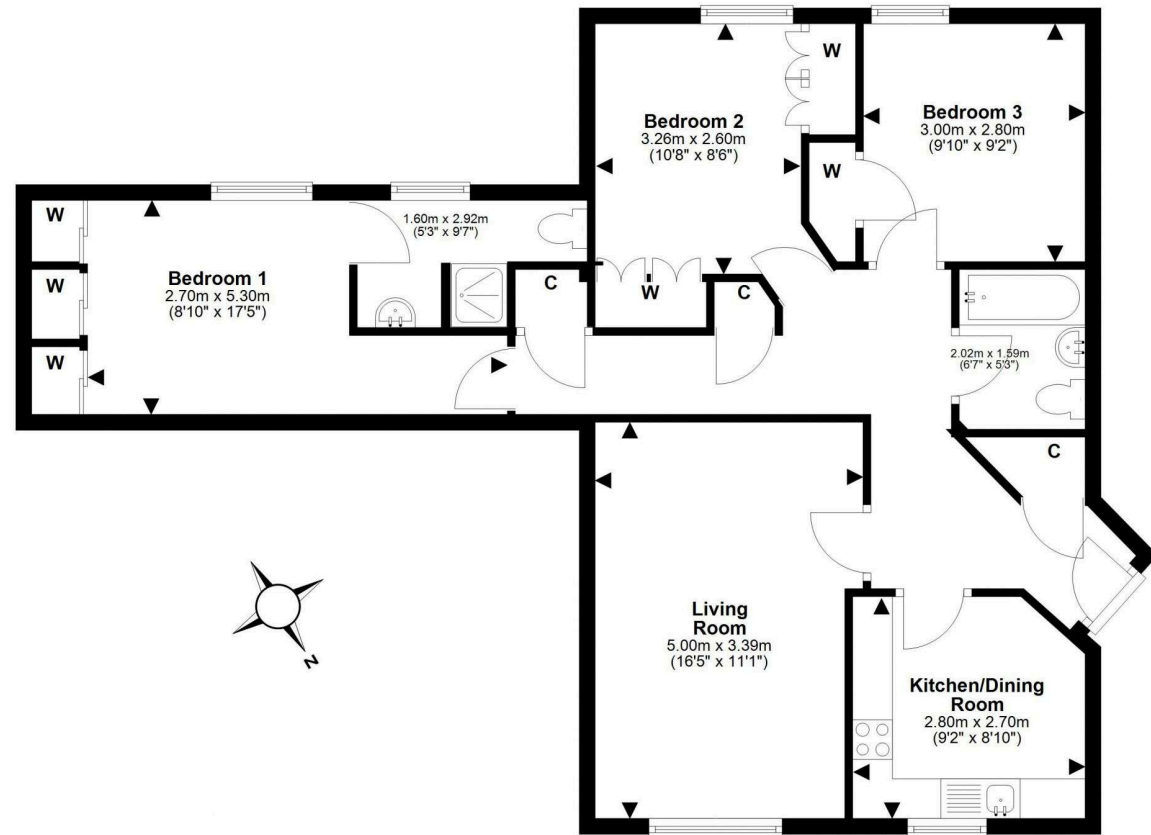 W
Bedroom 2
3.26m x 2.60m
(10'8" x 8'6")
Bedroom 3
3.00m x 2.80m
(9'10" x 9'2")
W
W
1.60m x 2.92m
(5'3" x 9'7")
Bedroom 1
2.70m x 5.30m
(8'10" x 17'5")
W
W
C
W
C
2.02m x 1.59m
(6'7" x 5'3")
C
Living
Room
5.00m x 3.39m
(16'5" x 11'1")
Kitchen/Dining
Room
2.80m x 2.70m
(9'2" x 8'10")
N